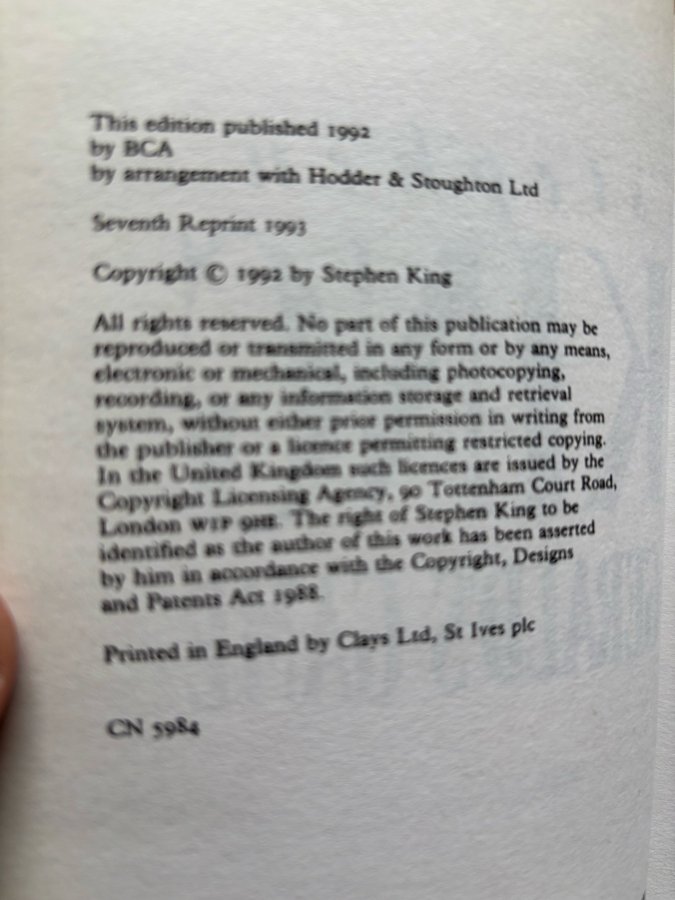 This edition published 1992
by BCA
by arrangement with Hodder & Stoughton Ltd
Seventh Reprint 1993
Copyright © 1992 by Stephen King
All rights reserved. No part of this publication may be
reproduced or transmitted in any form or by any means,
electronic or mechanical, including photocopying,
recording, or any information storage and retrieval
system, without either prior permission in writing from
the publisher or a licence permitting restricted copying.
In the United Kingdom such licences are issued by the
Copyright Licensing Agency, 90 Tottenham Court Road,
London W1P 9HE. The right of Stephen King to be
identified as the author of this work has been asserted
by him in accordance with the Copyright, Designs
and Patents Act 1988.
Printed in England by Clays Ltd, St Ives plc
CN 5984